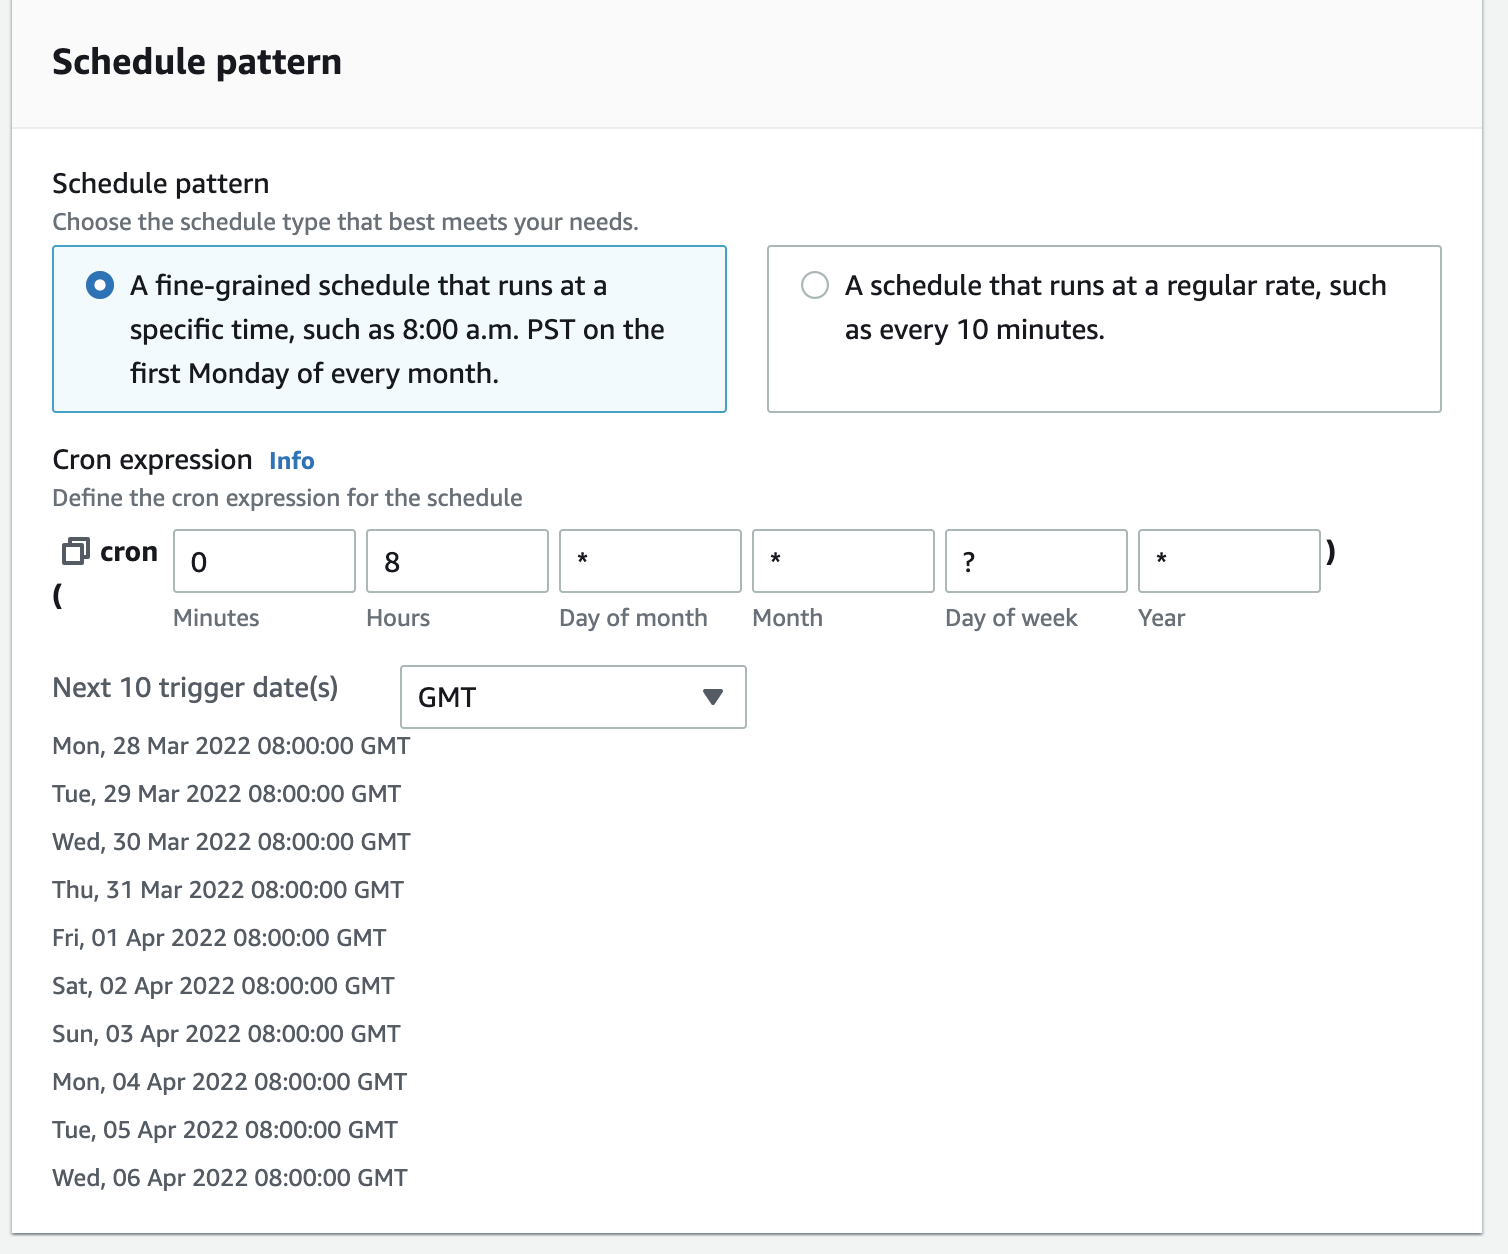 Schedule pattern
Schedule pattern
Choose the schedule type that best meets your needs.
A fine-grained schedule that runs at a
specific time, such as 8:00 a.m. PST on the
first Monday of every month.
A schedule that runs at a regular rate, such
as every 10 minutes.
Cron expression Info
Define the cron expression for the schedule
cron 0 8 * * ? * )
(
Minutes Hours Day of month Month Day of week Year
Next 10 trigger date(s) GMT
Mon, 28 Mar 2022 08:00:00 GMT
Tue, 29 Mar 2022 08:00:00 GMT
Wed, 30 Mar 2022 08:00:00 GMT
Thu, 31 Mar 2022 08:00:00 GMT
Fri, 01 Apr 2022 08:00:00 GMT
Sat, 02 Apr 2022 08:00:00 GMT
Sun, 03 Apr 2022 08:00:00 GMT
Mon, 04 Apr 2022 08:00:00 GMT
Tue, 05 Apr 2022 08:00:00 GMT
Wed, 06 Apr 2022 08:00:00 GMT